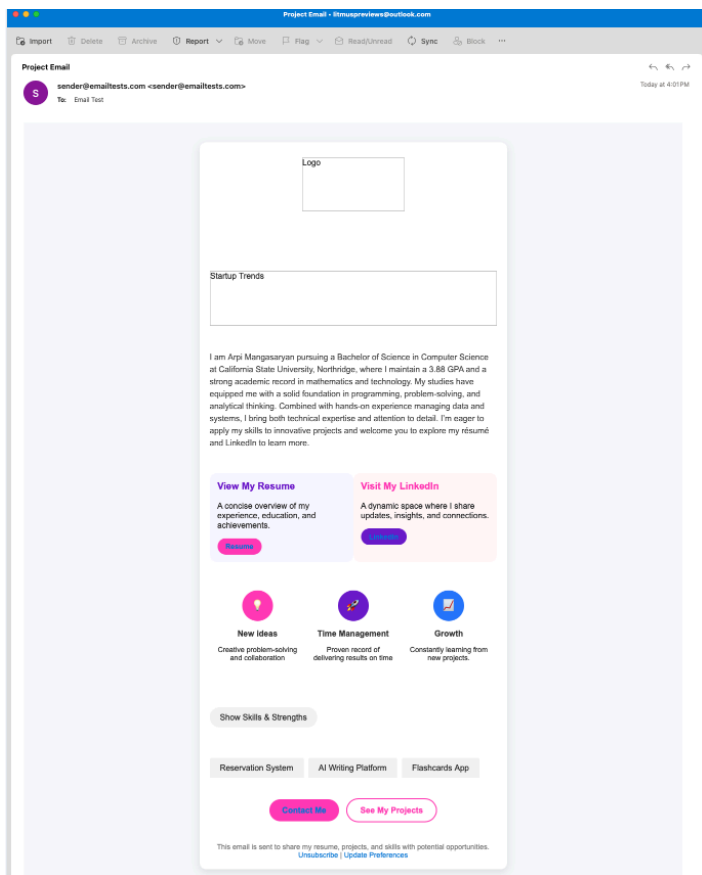 Project Email - litmuspreviews@outlook.com
Import Delete Archive Report Move Flag Read/Unread Sync Block ...
Project Email
S
sender@emailtests.com <sender@emailtests.com>
Today at 4:01 PM
To: Email Test
Logo
Startup Trends
I am Arpi Mangasaryan pursuing a Bachelor of Science in Computer Science
at California State University, Northridge, where I maintain a 3.88 GPA and a
strong academic record in mathematics and technology. My studies have
equipped me with a solid foundation in programming, problem-solving, and
analytical thinking. Combined with hands-on experience managing data and
systems, I bring both technical expertise and attention to detail. I'm eager to
apply my skills to innovative projects and welcome you to explore my résumé
and LinkedIn to learn more.
View My Resume
A concise overview of my
experience, education, and
achievements.
Resume
Visit My LinkedIn
A dynamic space where I share
updates, insights, and connections.
LinkedIn
New Ideas
Creative problem-solving
and collaboration
Time Management
Proven record of
delivering results on time
Growth
Constantly learning from
new projects.
Show Skills & Strengths
Reservation System AI Writing Platform Flashcards App
Contact Me See My Projects
This email is sent to share my resume, projects, and skills with potential opportunities.
Unsubscribe | Update Preferences